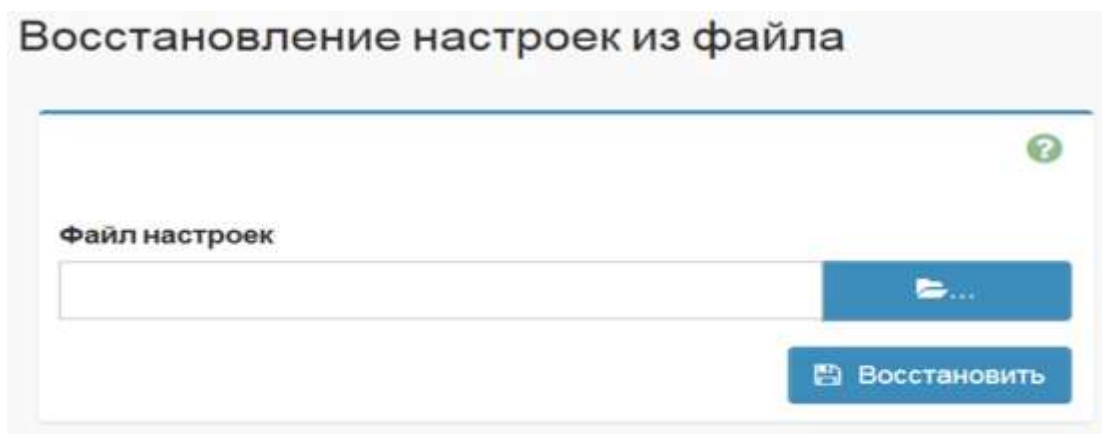 Восстановление настроек из файла
?
Файл настроек
...
Восстановить